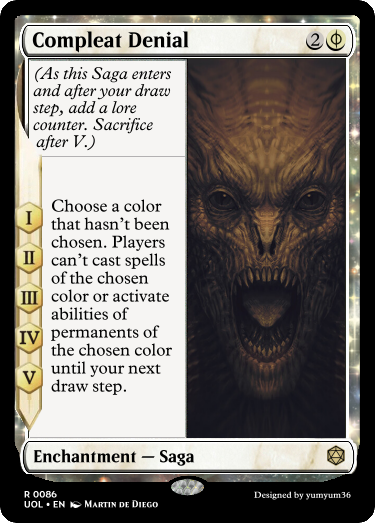 Compleat Denial
2
(As this Saga enters
and after your draw
step, add a lore
counter. Sacrifice
after V.)
I
II
III
IV
V
Choose a color
that hasn't been
chosen. Players
can't cast spells
of the chosen
color or activate
abilities of
permanents of
the chosen color
until your next
draw step.
Enchantment — Saga
R 0086
UOL • EN MARTIN DE DIEGO
Designed by yumyum36